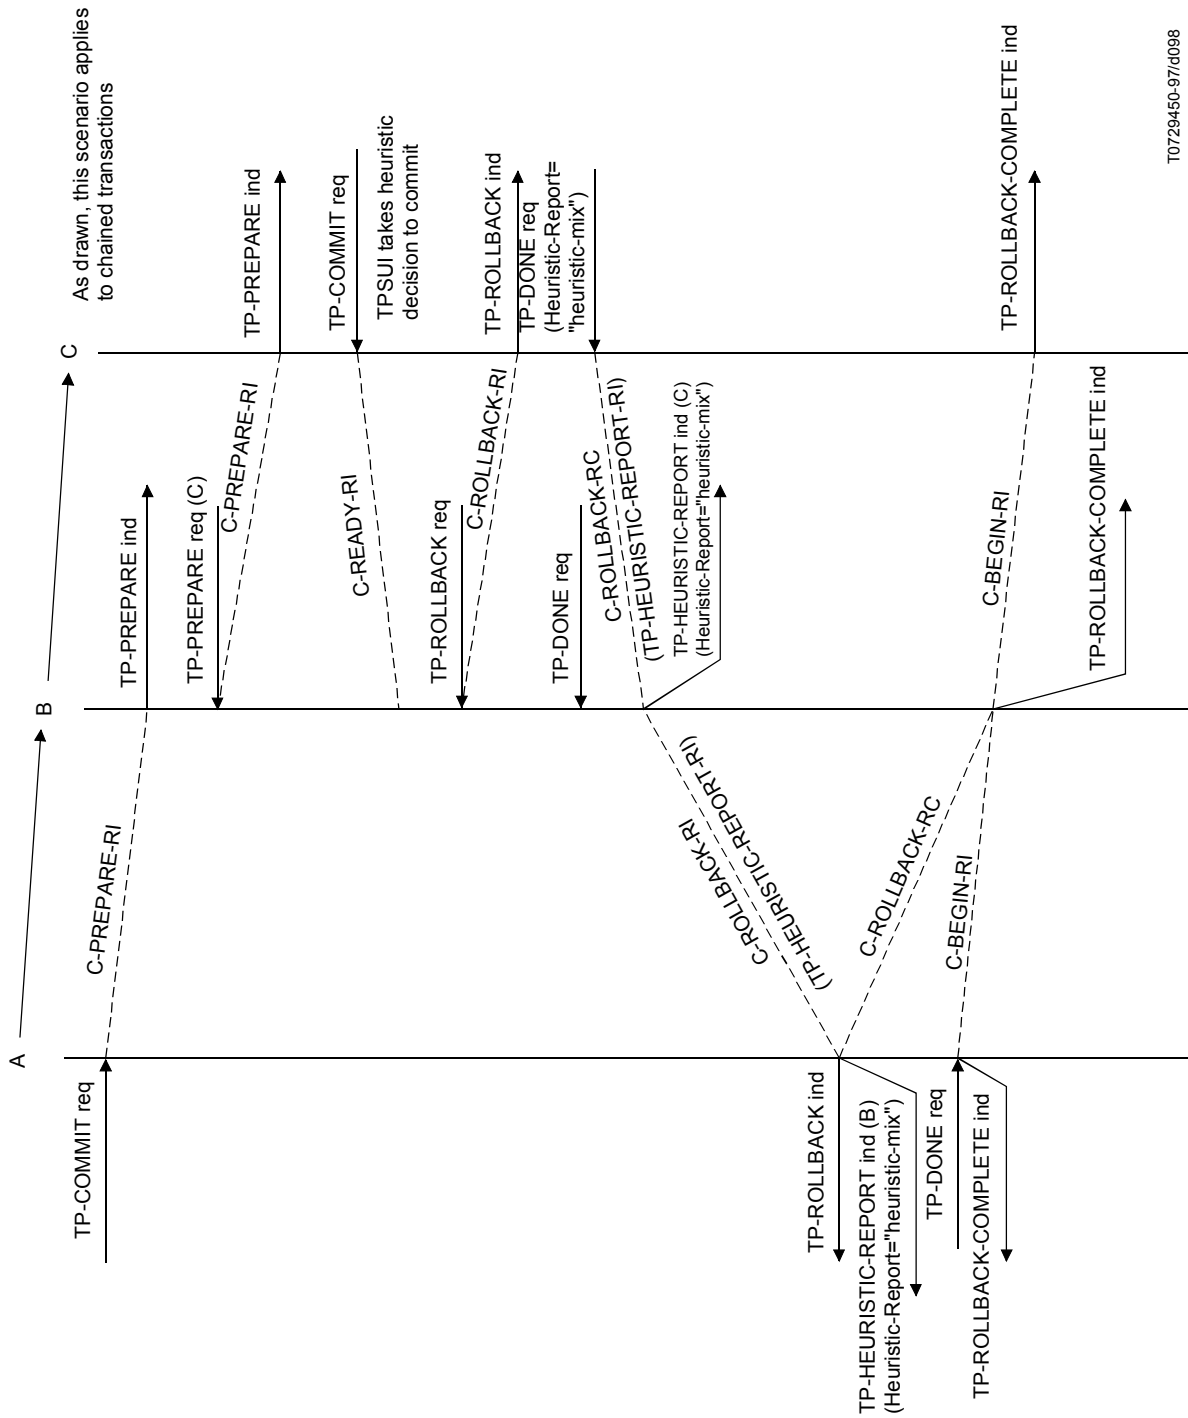 As drawn, this scenario applies
to chained transactions
A
B
C
TP-COMMIT req
C-PREPARE-RI
TP-PREPARE ind
TP-PREPARE req (C)
C-PREPARE-RI
TP-PREPARE ind
TP-COMMIT req
TPSUI takes heuristic
decision to commit
C-READY-RI
TP-ROLLBACK req
C-ROLLBACK-RI
TP-ROLLBACK ind
TP-DONE req
(Heuristic-Report=
"heuristic-mix")
TP-DONE req
C-ROLLBACK-RC
(TP-HEURISTIC-REPORT-RI)
TP-HEURISTIC-REPORT ind (C)
(Heuristic-Report="heuristic-mix")
C-ROLLBACK-RI
(TP-HEURISTIC-REPORT-RI)
TP-ROLLBACK ind
TP-HEURISTIC-REPORT ind (B)
(Heuristic-Report="heuristic-mix")
C-ROLLBACK-RC
TP-DONE req
C-BEGIN-RI
TP-ROLLBACK-COMPLETE ind
C-BEGIN-RI
TP-ROLLBACK-COMPLETE ind
TP-ROLLBACK-COMPLETE ind
T0729450-97/d098